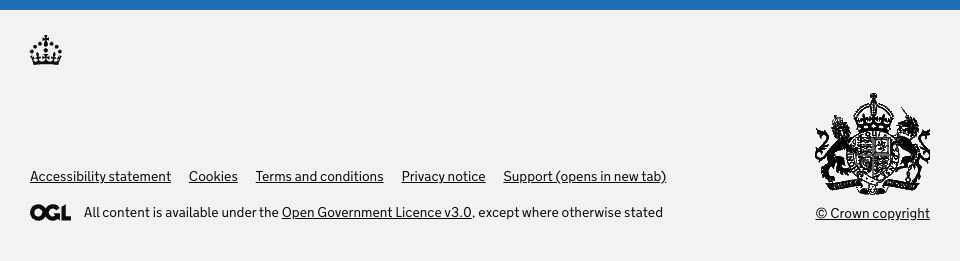 Accessibility statement Cookies Terms and conditions Privacy notice Support (opens in new tab)
OGL All content is available under the Open Government Licence v3.0, except where otherwise stated
© Crown copyright